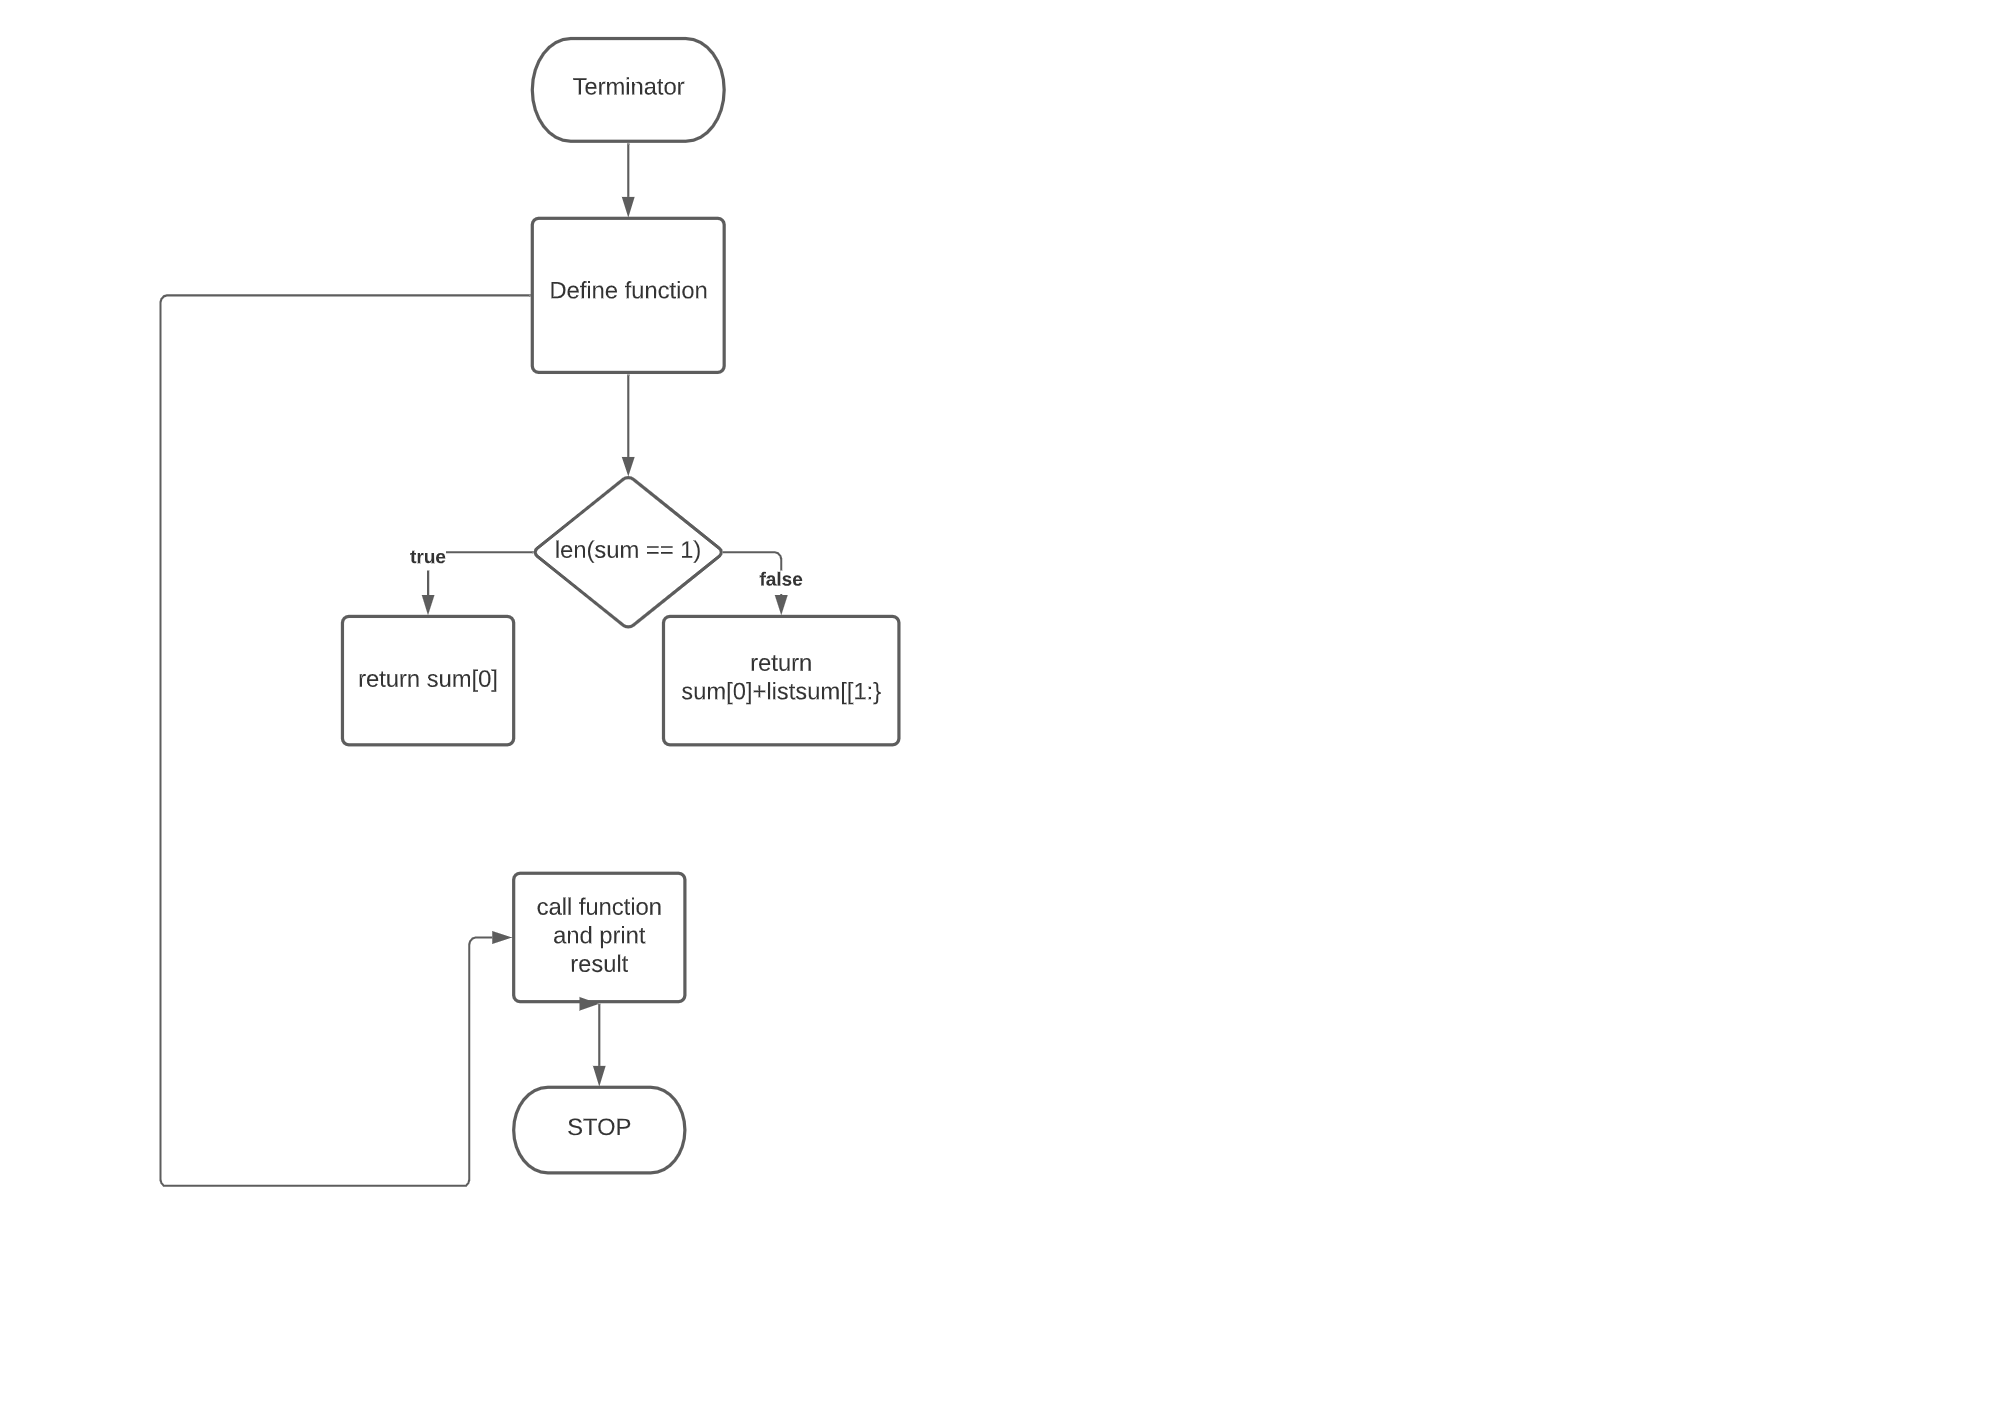 Terminator
Define function
len(sum == 1)
true
false
return sum[0]
return
sum[0]+listsum[[1:}
call function
and print
result
STOP